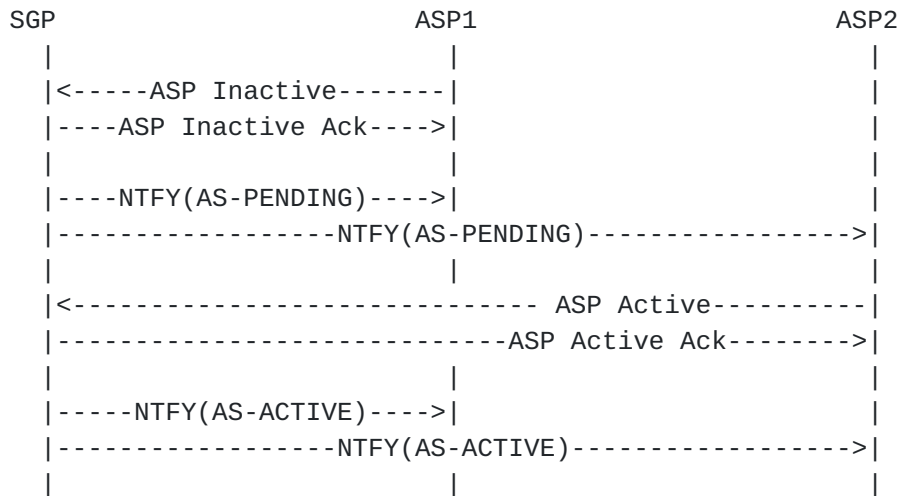 SGP                       ASP1                       ASP2
  |                         |                          |
  |<-----ASP Inactive-------|                          |
  |----ASP Inactive Ack---->|                          |
  |                         |                          |
  |----NTFY(AS-PENDING)---->|                          |
  |------------------NTFY(AS-PENDING)----------------->|
  |                         |                          |
  |<------------------------------ ASP Active----------|
  |-----------------------------ASP Active Ack-------->|
  |                         |                          |
  |-----NTFY(AS-ACTIVE)---->|                          |
  |------------------NTFY(AS-ACTIVE)------------------>|
  |                         |                          |